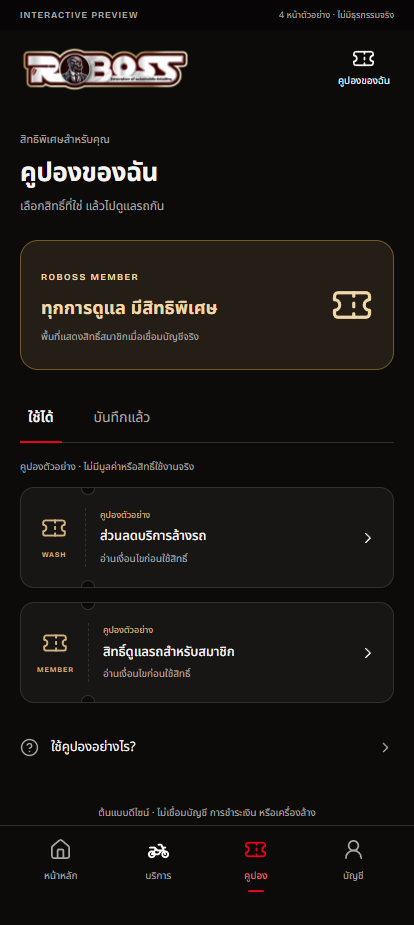 INTERACTIVE PREVIEW
4 หน้าตัวอย่าง · ไม่มีธุรกรรมจริง
ROBOSS
คูปองของฉัน
สิทธิพิเศษสำหรับคุณ
คูปองของฉัน
เลือกสิทธิ์ที่ใช่ แล้วไปดูแลรถกัน
ROBOSS MEMBER
ทุกการดูแล มีสิทธิพิเศษ
พื้นที่แสดงสิทธิ์สมาชิกเมื่อเชื่อมบัญชีจริง
ใช้ได้
บันทึกแล้ว
คูปองตัวอย่าง · ไม่มีมูลค่าหรือสิทธิ์ใช้งานจริง
คูปองตัวอย่าง
ส่วนลดบริการล้างรถ
WASH
อ่านเงื่อนไขก่อนใช้สิทธิ์
คูปองตัวอย่าง
สิทธิ์ดูแลรถสำหรับสมาชิก
MEMBER
อ่านเงื่อนไขก่อนใช้สิทธิ์
ใช้คูปองอย่างไร?
ต้นแบบดีไซน์ · ไม่เชื่อมบัญชี การชำระเงิน หรือเครื่องล้าง
หน้าหลัก
บริการ
คูปอง
บัญชี